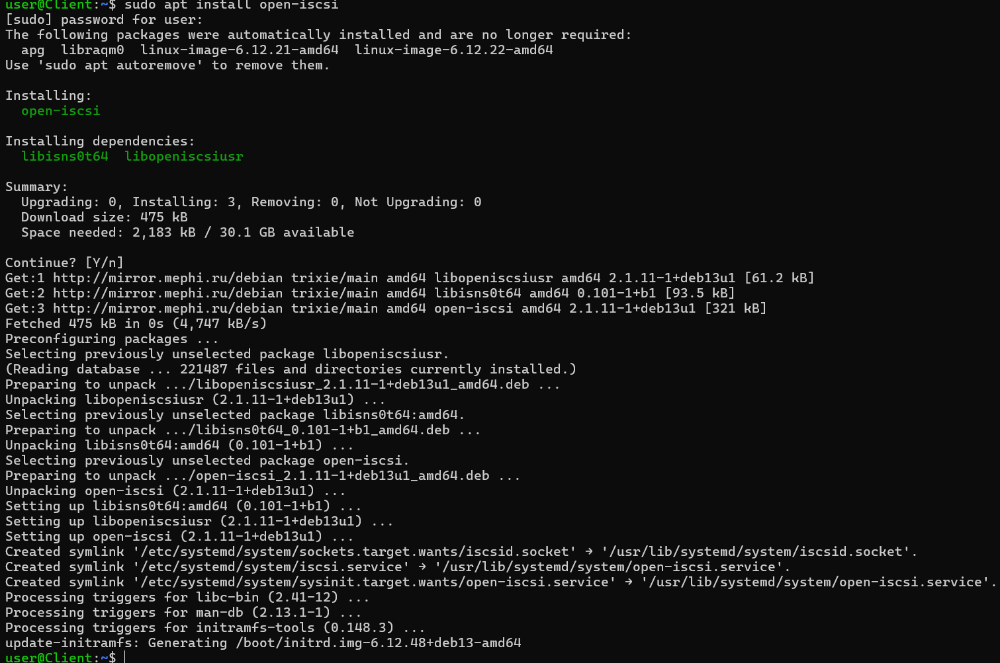 user@Client:~$ sudo apt install open-iscsi
[sudo] password for user:
The following packages were automatically installed and are no longer required:
  apg  libraqm0  linux-image-6.12.21-amd64  linux-image-6.12.22-amd64
Use 'sudo apt autoremove' to remove them.

Installing:
  open-iscsi

Installing dependencies:
  libisns0t64  libopeniscsiusr

Summary:
  Upgrading: 0, Installing: 3, Removing: 0, Not Upgrading: 0
  Download size: 475 kB
  Space needed: 2,183 kB / 30.1 GB available

Continue? [Y/n]
Get:1 http://mirror.mephi.ru/debian trixie/main amd64 libopeniscsiusr amd64 2.1.11-1+deb13u1 [61.2 kB]
Get:2 http://mirror.mephi.ru/debian trixie/main amd64 libisns0t64 amd64 0.101-1+b1 [93.5 kB]
Get:3 http://mirror.mephi.ru/debian trixie/main amd64 open-iscsi amd64 2.1.11-1+deb13u1 [321 kB]
Fetched 475 kB in 0s (4,747 kB/s)
Preconfiguring packages ...
Selecting previously unselected package libopeniscsiusr.
(Reading database ... 221487 files and directories currently installed.)
Preparing to unpack .../libopeniscsiusr_2.1.11-1+deb13u1_amd64.deb ...
Unpacking libopeniscsiusr (2.1.11-1+deb13u1) ...
Selecting previously unselected package libisns0t64:amd64.
Preparing to unpack .../libisns0t64_0.101-1+b1_amd64.deb ...
Unpacking libisns0t64:amd64 (0.101-1+b1) ...
Selecting previously unselected package open-iscsi.
Preparing to unpack .../open-iscsi_2.1.11-1+deb13u1_amd64.deb ...
Unpacking open-iscsi (2.1.11-1+deb13u1) ...
Setting up libisns0t64:amd64 (0.101-1+b1) ...
Setting up libopeniscsiusr (2.1.11-1+deb13u1) ...
Setting up open-iscsi (2.1.11-1+deb13u1) ...
Created symlink '/etc/systemd/system/sockets.target.wants/iscsid.socket' → '/usr/lib/systemd/system/iscsid.socket'.
Created symlink '/etc/systemd/system/iscsi.service' → '/usr/lib/systemd/system/open-iscsi.service'.
Created symlink '/etc/systemd/system/sysinit.target.wants/open-iscsi.service' → '/usr/lib/systemd/system/open-iscsi.service'.
Processing triggers for libc-bin (2.41-12) ...
Processing triggers for man-db (2.13.1-1) ...
Processing triggers for initramfs-tools (0.148.3) ...
update-initramfs: Generating /boot/initrd.img-6.12.48+deb13-amd64
user@Client:~$